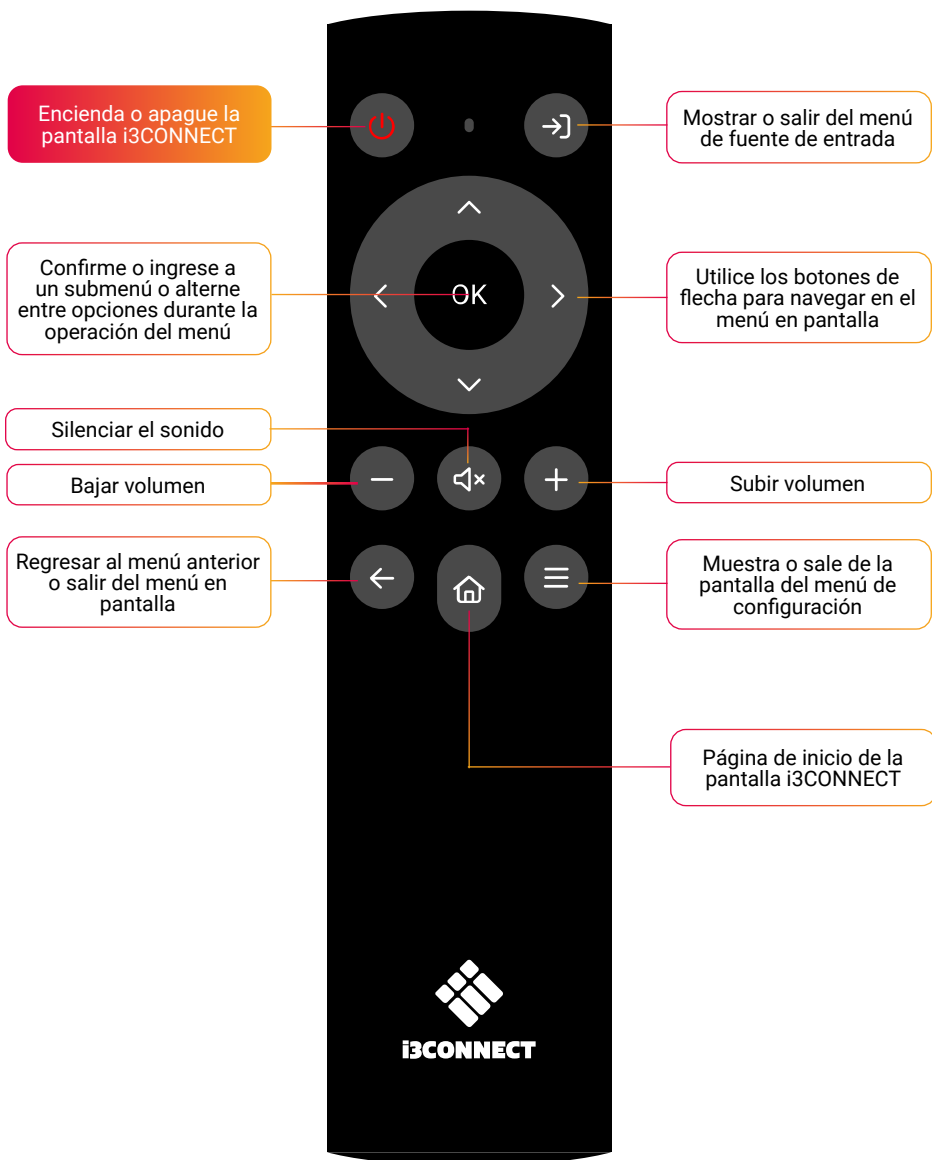 Encienda o apague la
pantalla i3CONNECT
Mostrar o salir del menú
de fuente de entrada
Confirme o ingrese a
un submenú o alterne
entre opciones durante la
operación del menú
OK
Utilice los botones de
flecha para navegar en el
menú en pantalla
Silenciar el sonido
Bajar volumen
Subir volumen
Regresar al menú anterior
o salir del menú en
pantalla
Muestra o sale de la
pantalla del menú de
configuración
Página de inicio de la
pantalla i3CONNECT
i3CONNECT